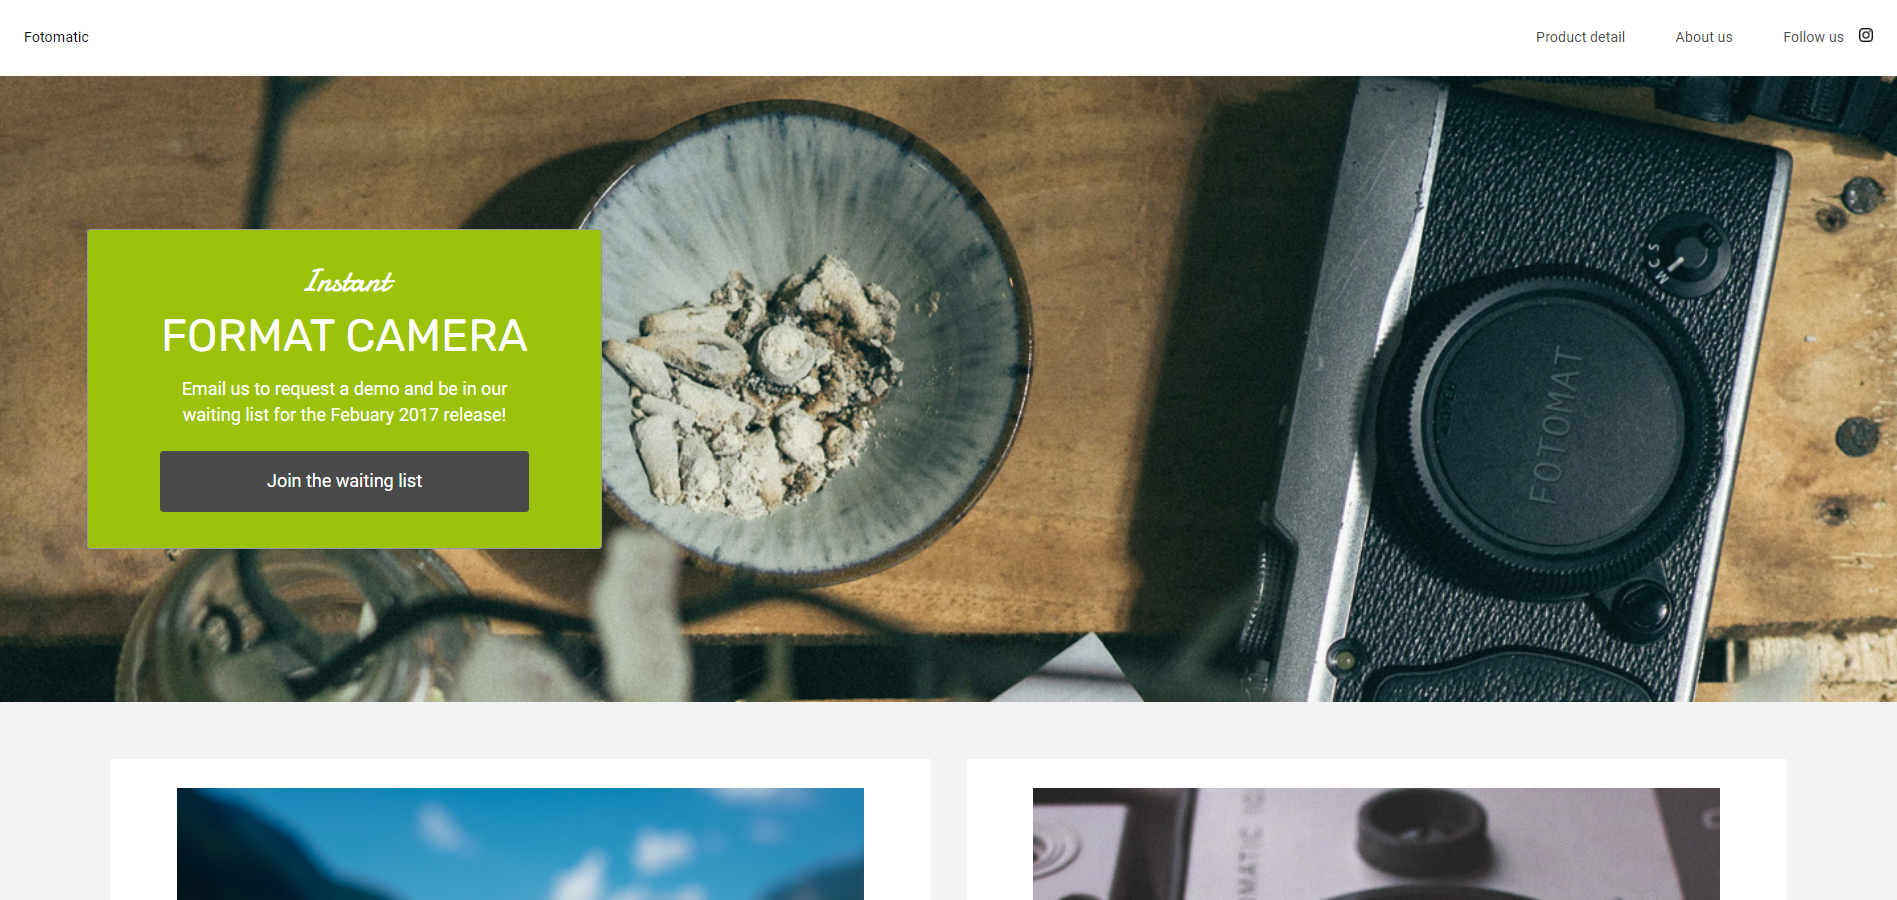 Fotomatic
Product detail
About us
Follow us
Instant
FORMAT CAMERA
Email us to request a demo and be in our
waiting list for the Febuary 2017 release!
Join the waiting list
M C S
FOTOMAT
OMATIC